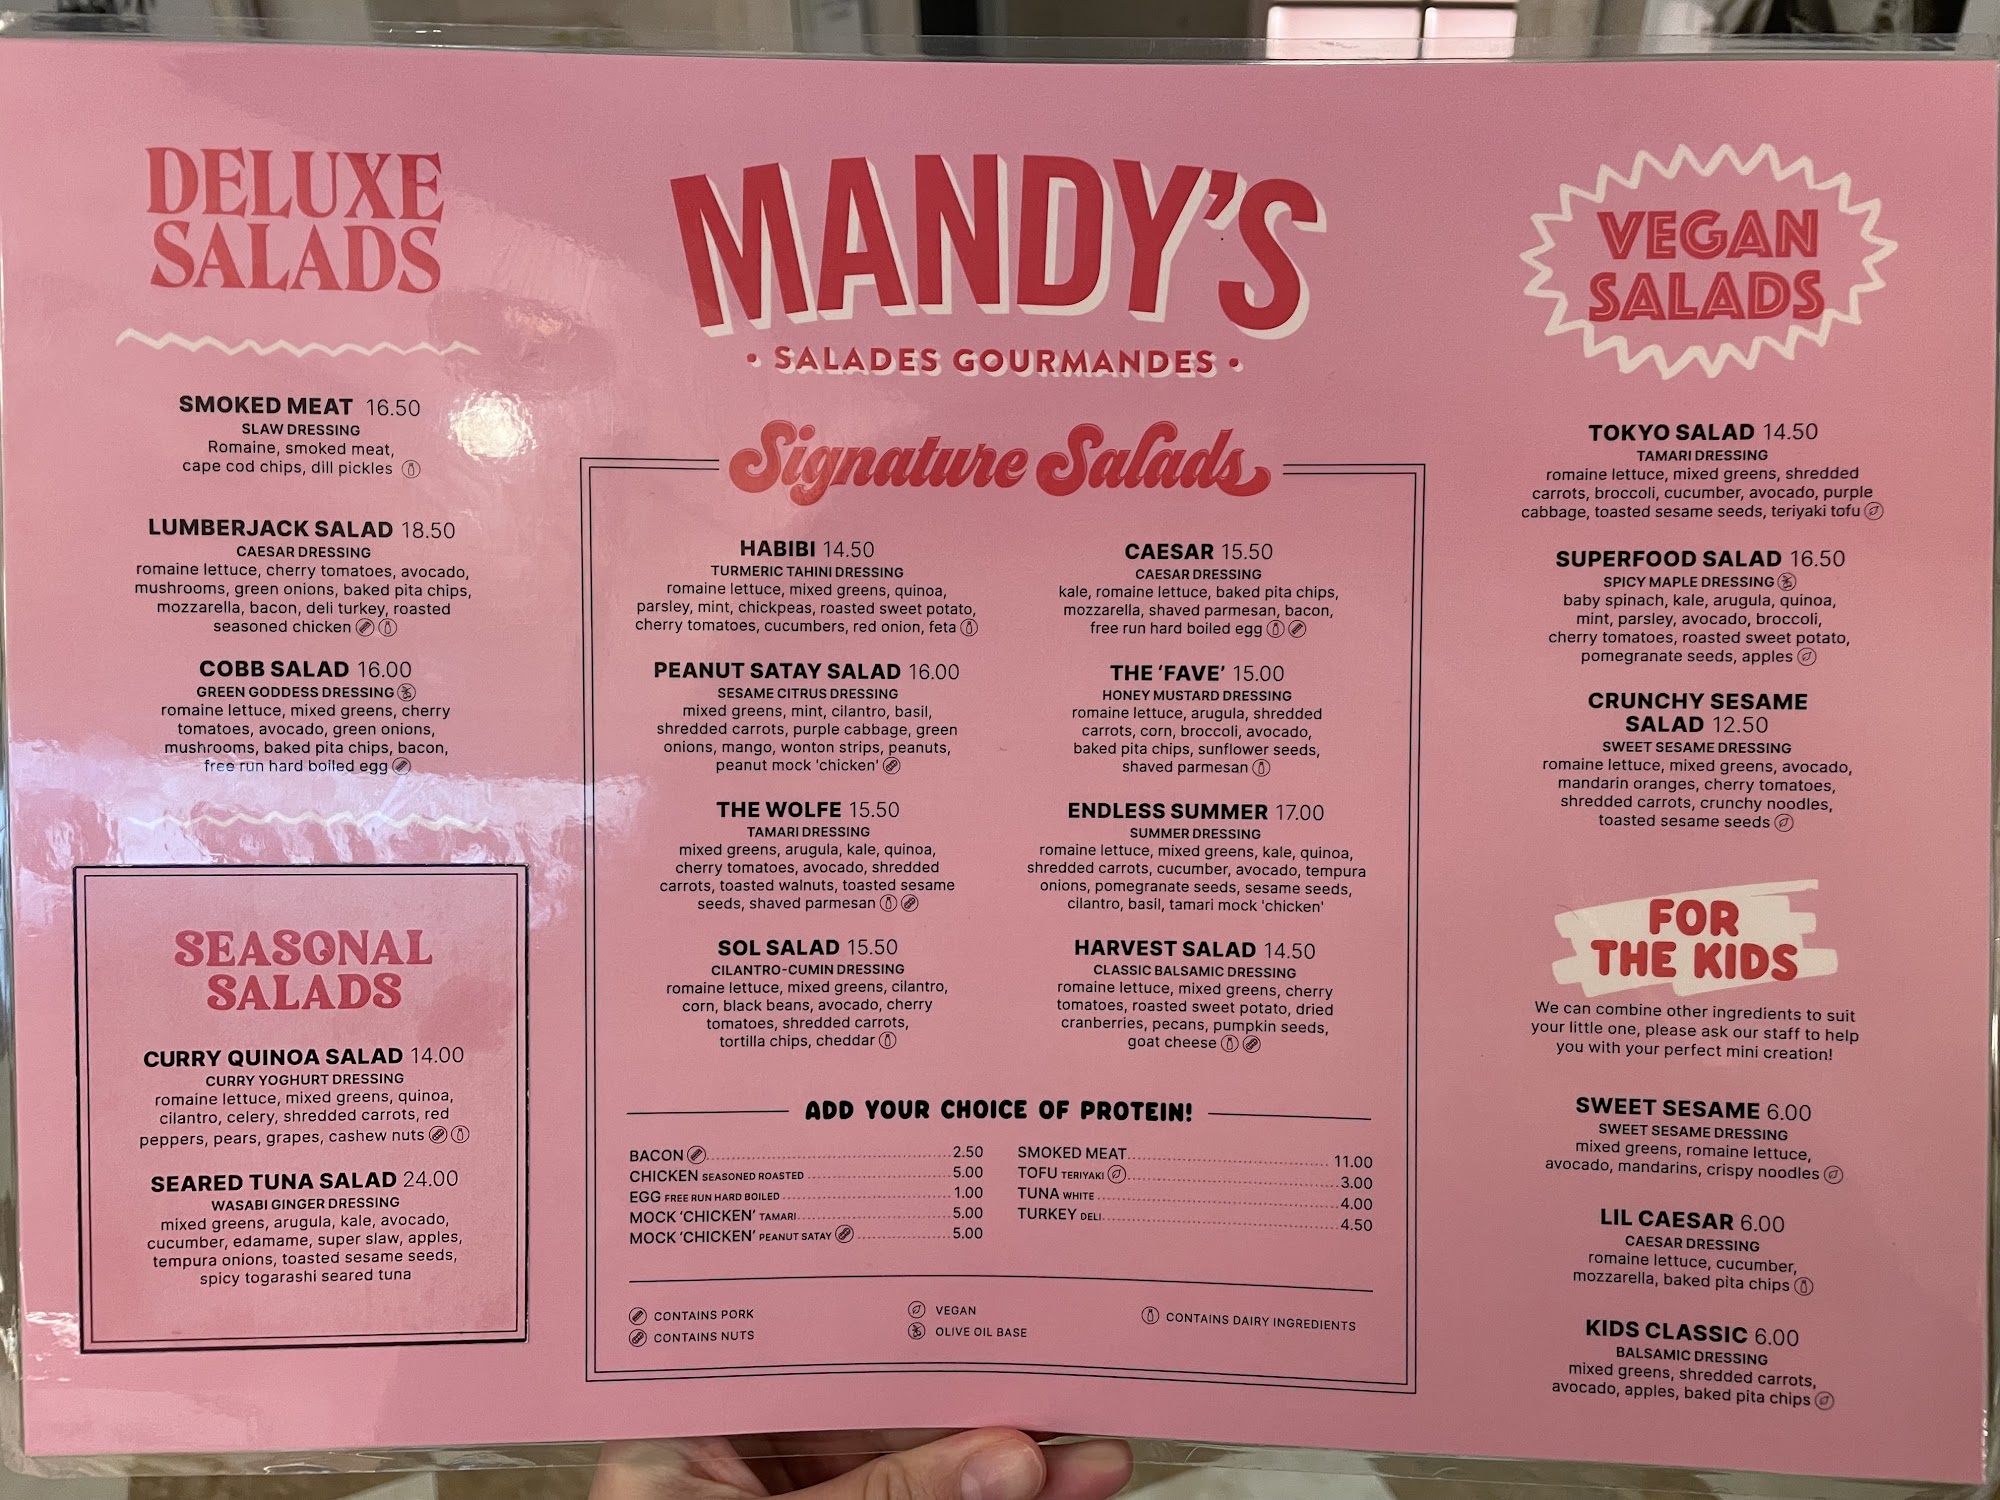 DELUXE
SALADS
SMOKED MEAT 16.50
SLAW DRESSING
Romaine, smoked meat,
cape cod chips, dill pickles
LUMBERJACK SALAD 18.50
CAESAR DRESSING
romaine lettuce, cherry tomatoes, avocado,
mushrooms, green onions, baked pita chips,
mozzarella, bacon, deli turkey, roasted
seasoned chicken
COBB SALAD 16.00
GREEN GODDESS DRESSING
romaine lettuce, mixed greens, cherry
tomatoes, avocado, green onions,
mushrooms, baked pita chips, bacon,
free run hard boiled egg
SEASONAL
SALADS
CURRY QUINOA SALAD 14.00
CURRY YOGHURT DRESSING
romaine lettuce, mixed greens, quinoa,
cilantro, celery, shredded carrots, red
peppers, pears, grapes, cashew nuts
SEARED TUNA SALAD 24.00
WASABI GINGER DRESSING
mixed greens, arugula, kale, avocado,
cucumber, edamame, super slaw, apples,
tempura onions, toasted sesame seeds,
spicy togarashi seared tuna
MANDY'S
• SALADES GOURMANDES •
Signature Salads
HABIBI 14.50
TURMERIC TAHINI DRESSING
romaine lettuce, mixed greens, quinoa,
parsley, mint, chickpeas, roasted sweet potato,
cherry tomatoes, cucumbers, red onion, feta
PEANUT SATAY SALAD 16.00
SESAME CITRUS DRESSING
mixed greens, mint, cilantro, basil,
shredded carrots, purple cabbage, green
onions, mango, wonton strips, peanuts,
peanut mock 'chicken'
THE WOLFE 15.50
TAMARI DRESSING
mixed greens, arugula, kale, quinoa,
cherry tomatoes, avocado, shredded
carrots, toasted walnuts, toasted sesame
seeds, shaved parmesan
SOL SALAD 15.50
CILANTRO-CUMIN DRESSING
romaine lettuce, mixed greens, cilantro,
corn, black beans, avocado, cherry
tomatoes, shredded carrots,
tortilla chips, cheddar
CAESAR 15.50
CAESAR DRESSING
kale, romaine lettuce, baked pita chips,
mozzarella, shaved parmesan, bacon,
free run hard boiled egg
THE 'FAVE' 15.00
HONEY MUSTARD DRESSING
romaine lettuce, arugula, shredded
carrots, corn, broccoli, avocado,
baked pita chips, sunflower seeds,
shaved parmesan
ENDLESS SUMMER 17.00
SUMMER DRESSING
romaine lettuce, mixed greens, kale, quinoa,
shredded carrots, cucumber, avocado, tempura
onions, pomegranate seeds, sesame seeds,
cilantro, basil, tamari mock 'chicken'
HARVEST SALAD 14.50
CLASSIC BALSAMIC DRESSING
romaine lettuce, mixed greens, cherry
tomatoes, roasted sweet potato, dried
cranberries, pecans, pumpkin seeds,
goat cheese
ADD YOUR CHOICE OF PROTEIN!
BACON 2.50
CHICKEN SEASONED ROASTED 5.00
EGG FREE RUN HARD BOILED 1.00
MOCK 'CHICKEN' TAMARI 5.00
MOCK 'CHICKEN' PEANUT SATAY 5.00
SMOKED MEAT 11.00
TOFU TERIYAKI 3.00
TUNA WHITE 4.00
TURKEY DELI 4.50
CONTAINS PORK
CONTAINS NUTS
VEGAN
OLIVE OIL BASE
CONTAINS DAIRY INGREDIENTS
VEGAN
SALADS
TOKYO SALAD 14.50
TAMARI DRESSING
romaine lettuce, mixed greens, shredded
carrots, broccoli, cucumber, avocado, purple
cabbage, toasted sesame seeds, teriyaki tofu
SUPERFOOD SALAD 16.50
SPICY MAPLE DRESSING
baby spinach, kale, arugula, quinoa,
mint, parsley, avocado, broccoli,
cherry tomatoes, roasted sweet potato,
pomegranate seeds, apples
CRUNCHY SESAME
SALAD 12.50
SWEET SESAME DRESSING
romaine lettuce, mixed greens, avocado,
mandarin oranges, cherry tomatoes,
shredded carrots, crunchy noodles,
toasted sesame seeds
FOR
THE KIDS
We can combine other ingredients to suit
your little one, please ask our staff to help
you with your perfect mini creation!
SWEET SESAME 6.00
SWEET SESAME DRESSING
mixed greens, romaine lettuce,
avocado, mandarins, crispy noodles
LIL CAESAR 6.00
CAESAR DRESSING
romaine lettuce, cucumber,
mozzarella, baked pita chips
KIDS CLASSIC 6.00
BALSAMIC DRESSING
mixed greens, shredded carrots,
avocado, apples, baked pita chips